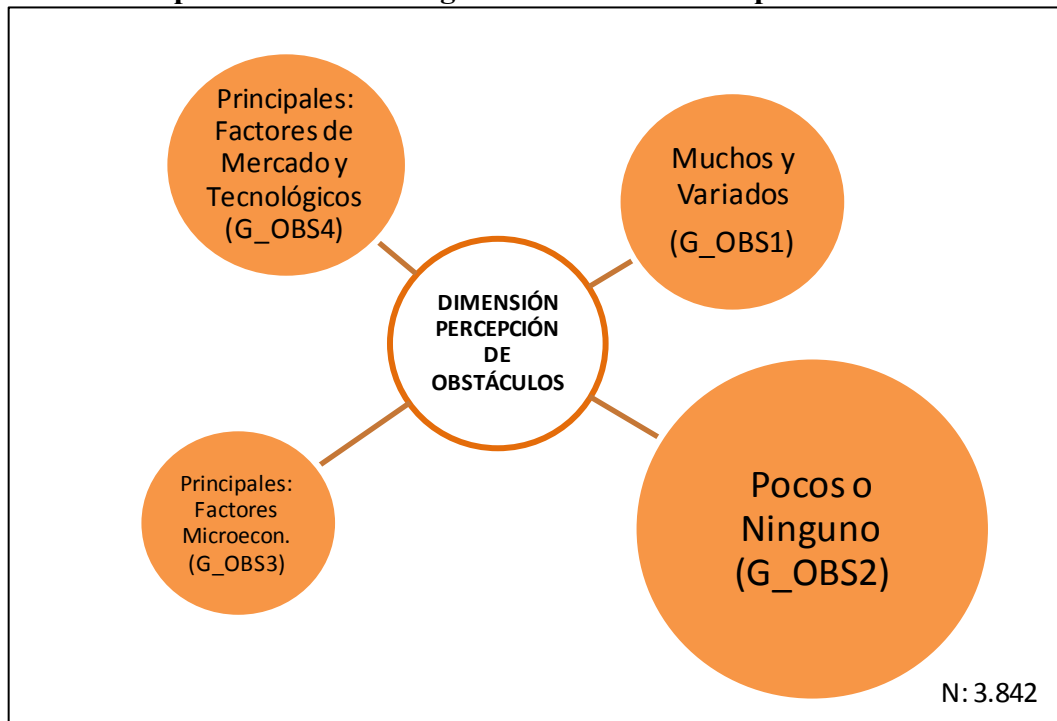 Principales:
Factores de
Mercado y
Tecnológicos
(G_OBS4)
Muchos y
Variados
(G_OBS1)
DIMENSIÓN
PERCEPCIÓN
DE
OBSTÁCULOS
Principales:
Factores
Microecon.
(G_OBS3)
Pocos o
Ninguno
(G_OBS2)
N: 3.842